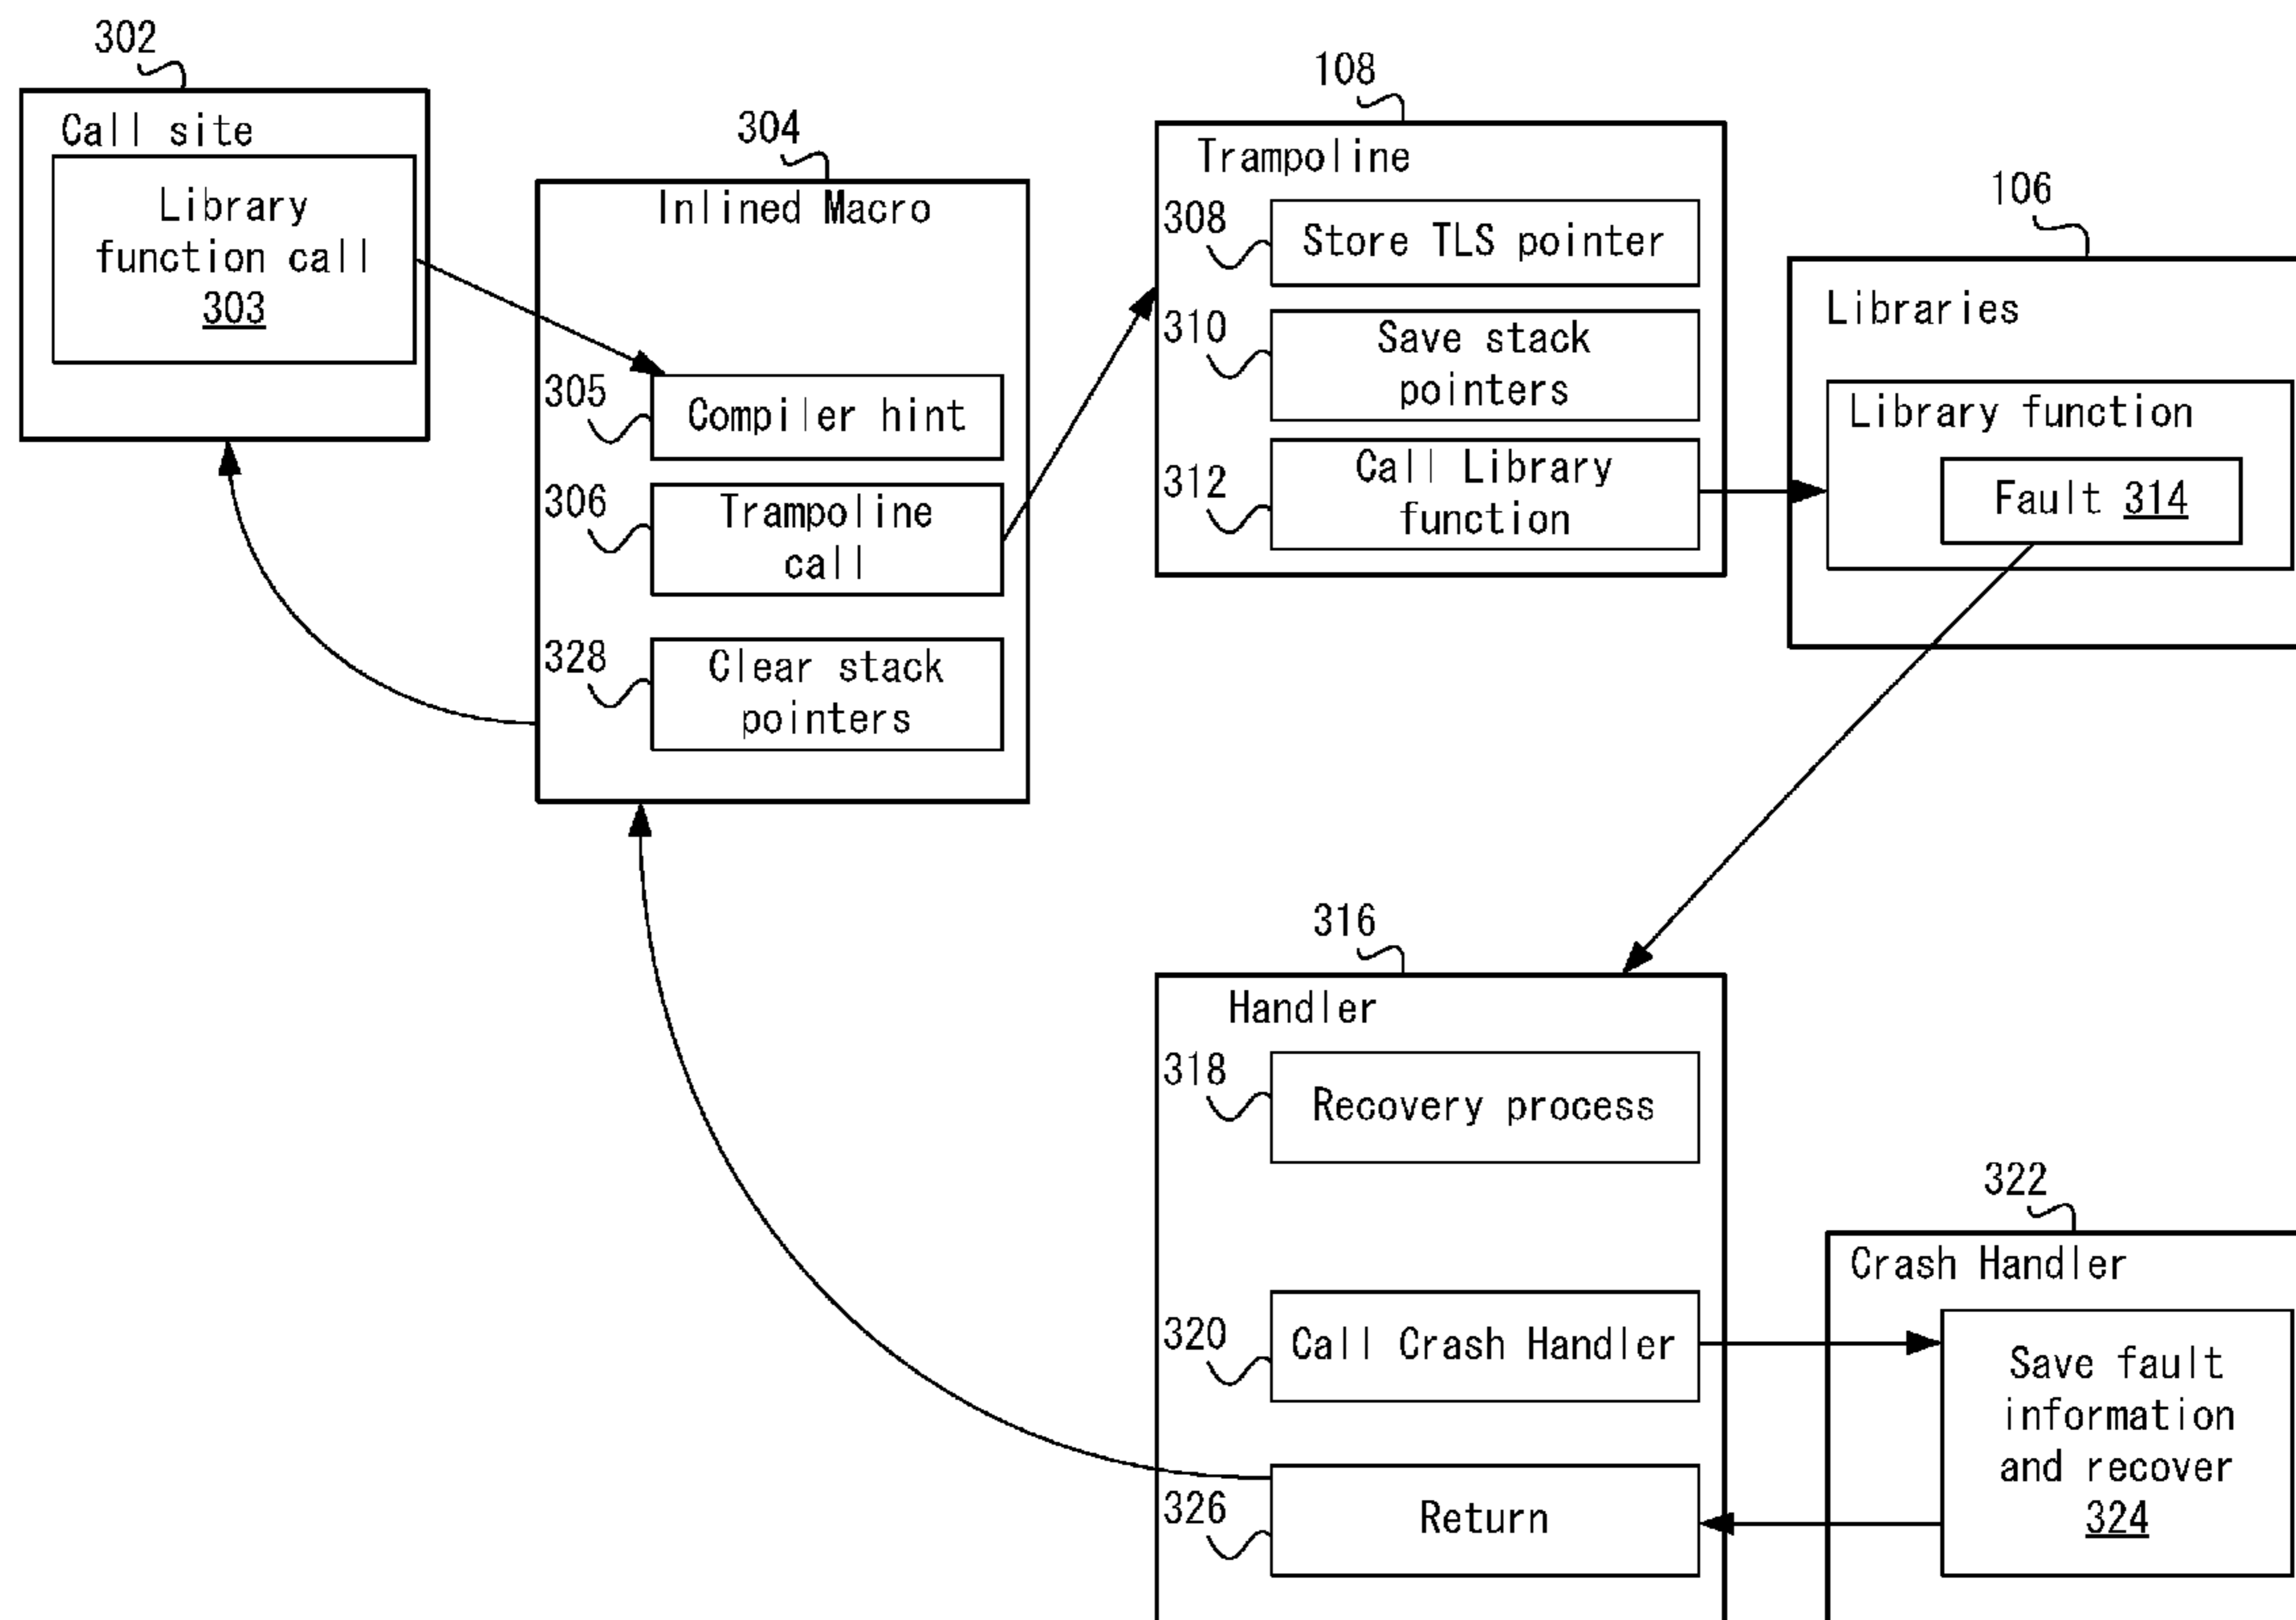 302
Call site
Library
function call
303
304
Inlined Macro
305
Compiler hint
306
Trampoline
call
328
Clear stack
pointers
108
Trampoline
308
Store TLS pointer
310
Save stack
pointers
312
Call Library
function
106
Libraries
Library function
Fault 314
316
Handler
318
Recovery process
320
Call Crash Handler
326
Return
322
Crash Handler
Save fault
information
and recover
324